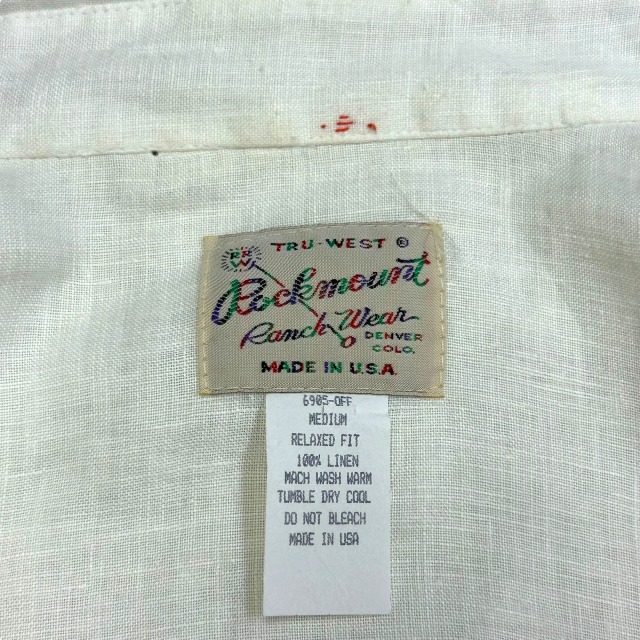 TRU-WEST ®
RRW
Rockmount
Ranch Wear
DENVER
COLO.
MADE IN U.S.A
6905-OFF
MEDIUM
RELAXED FIT
100% LINEN
MACH WASH WARM
TUMBLE DRY COOL
DO NOT BLEACH
MADE IN USA